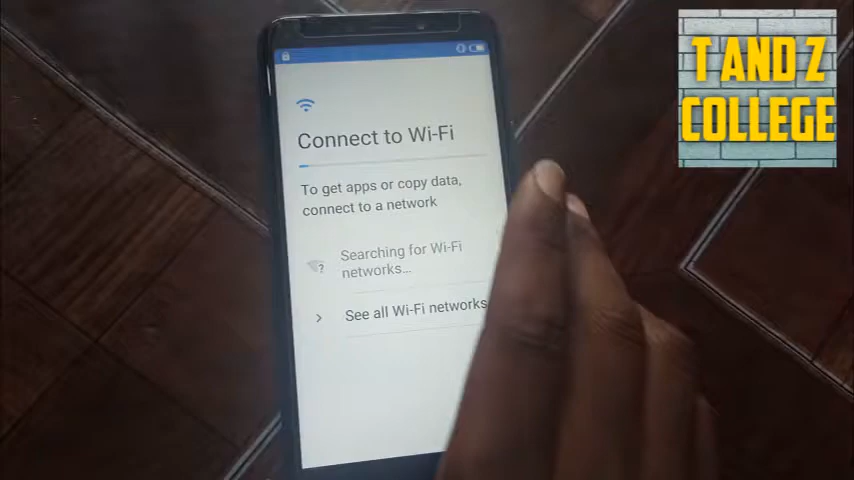 T AND Z
COLLEGE
Connect to Wi-Fi
To get apps or copy data,
connect to a network
Searching for Wi-Fi
networks...
See all Wi-Fi networks